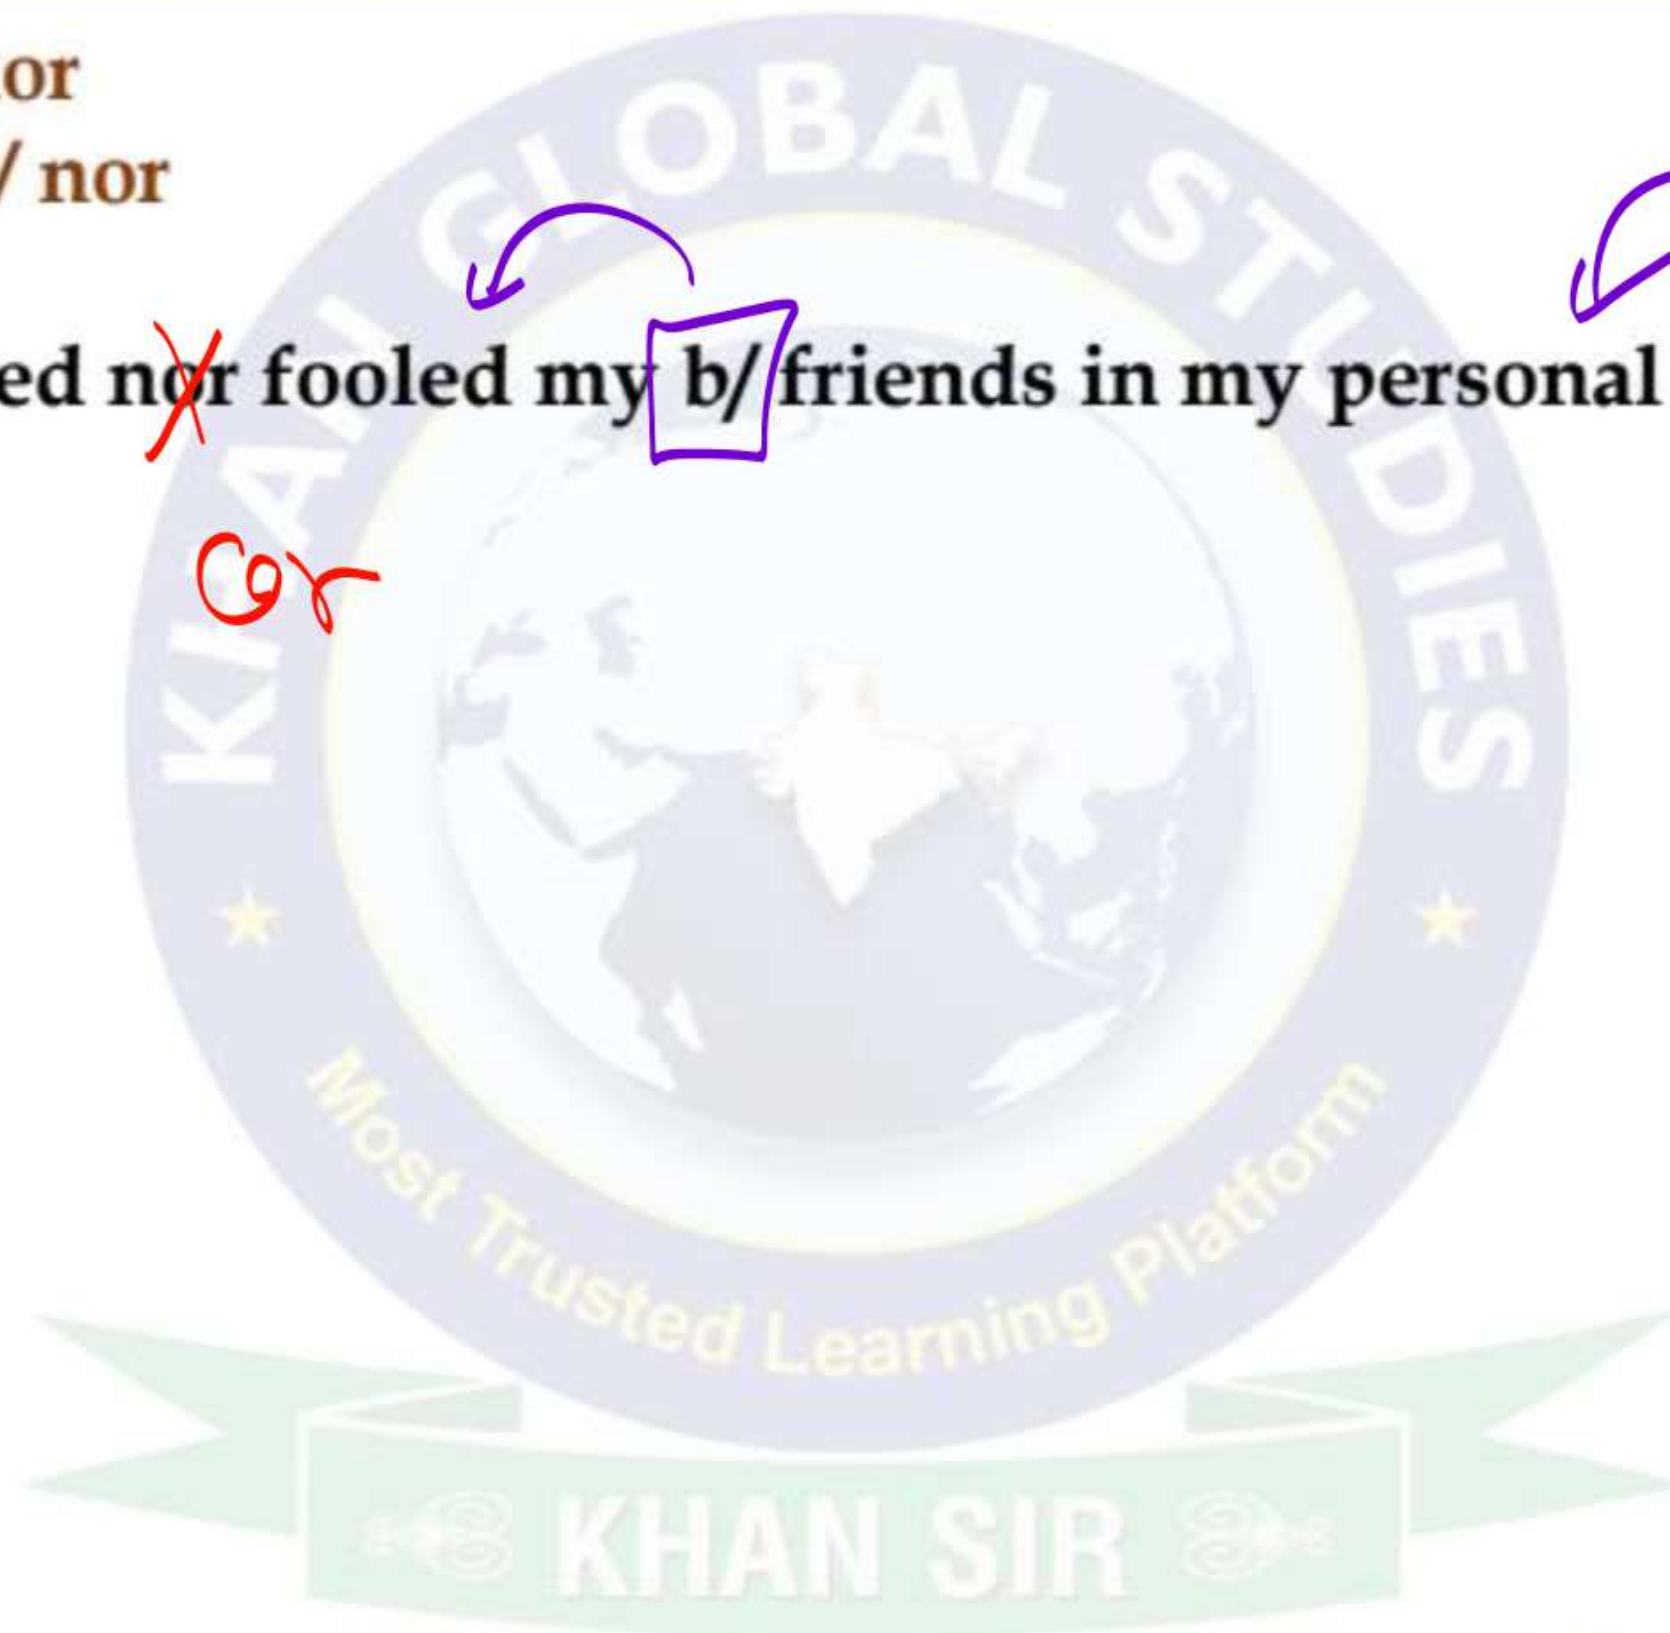 or
/ nor
ed nor fooled my b/ friends in my personal
or
KHAN GLOBAL STUDIES
Most Trusted Learning Platform
KHAN SIR